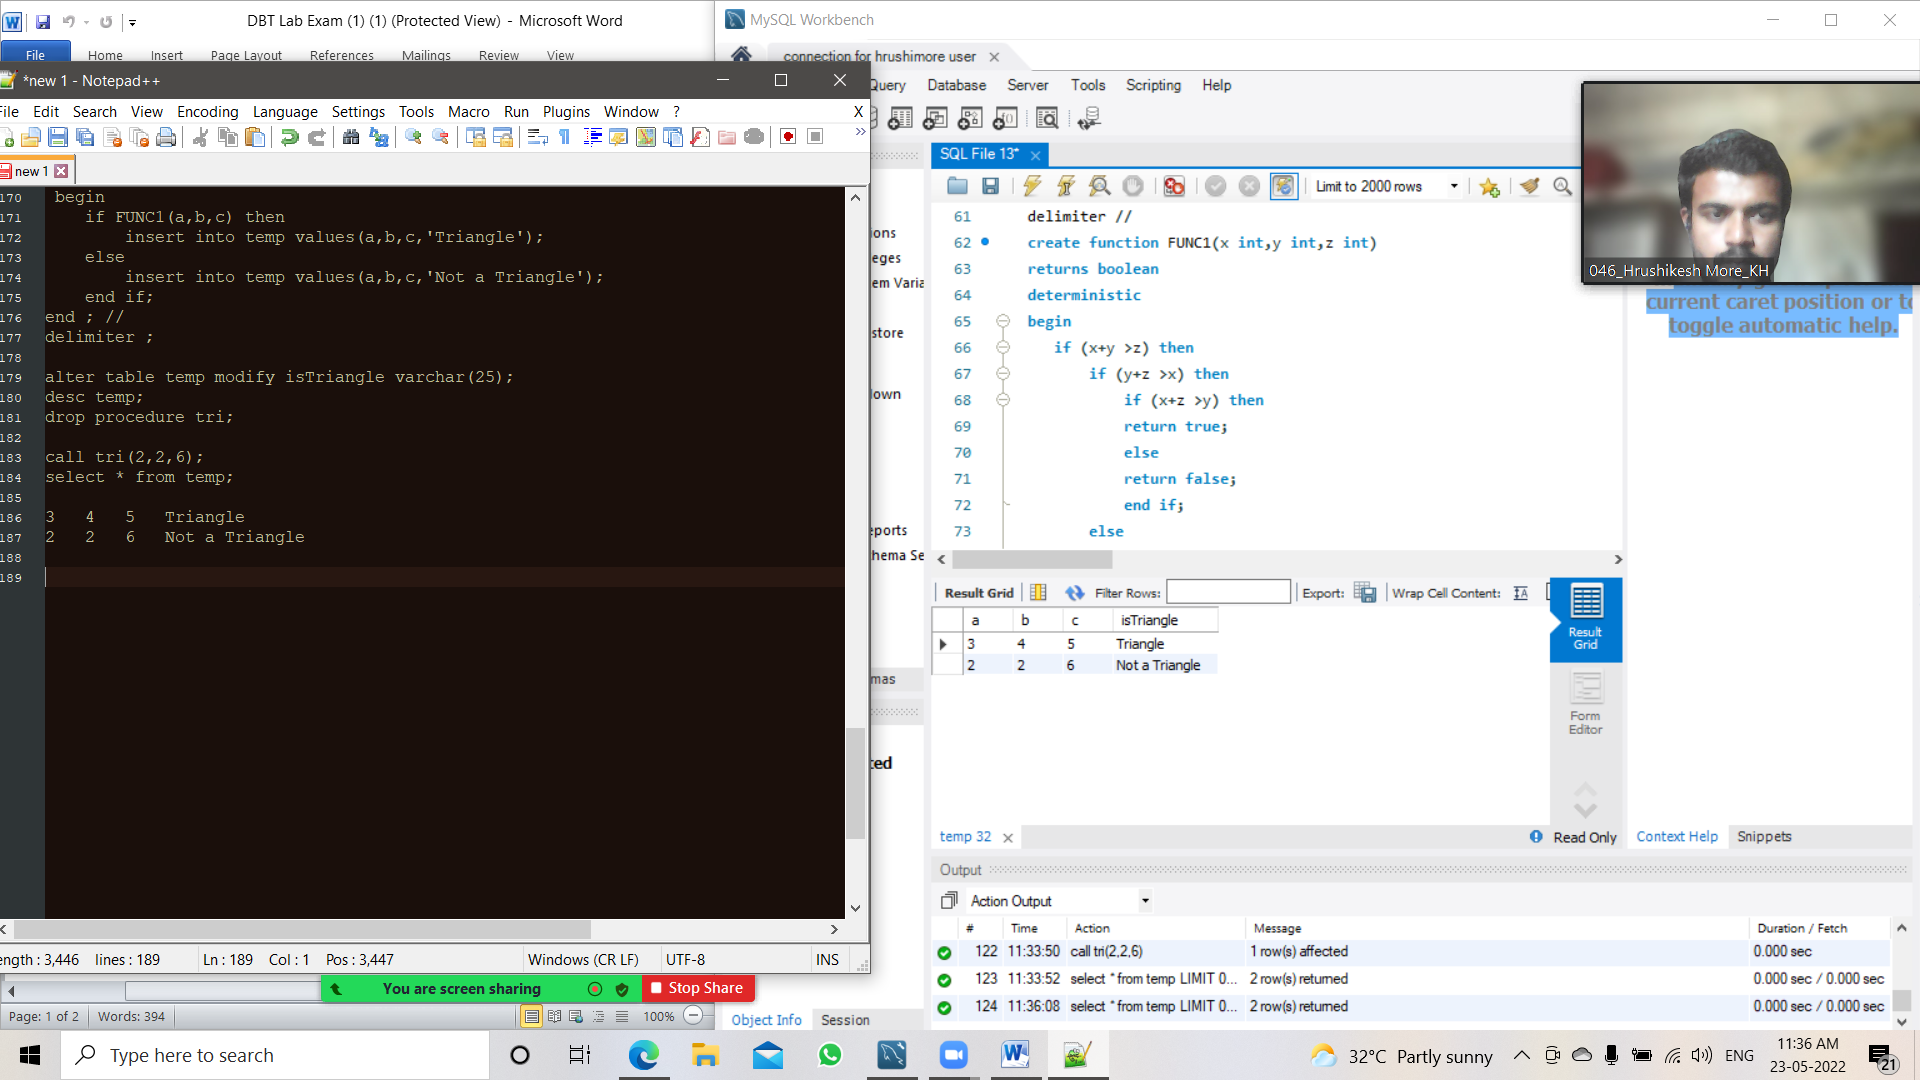 DBT Lab Exam (1) (1) (Protected View) - Microsoft Word
File Home Insert Page Layout References Mailings Review View
*new 1 - Notepad++
File Edit Search View Encoding Language Settings Tools Macro Run Plugins Window ? X
new 1
170 begin
171 if FUNC1(a,b,c) then
172 insert into temp values(a,b,c,'Triangle');
173 else
174 insert into temp values(a,b,c,'Not a Triangle');
175 end if;
176 end ; //
177 delimiter ;
178
179 alter table temp modify isTriangle varchar(25);
180 desc temp;
181 drop procedure tri;
182
183 call tri(2,2,6);
184 select * from temp;
185
186 3 4 5 Triangle
187 2 2 6 Not a Triangle
188
189
ength : 3,446 lines : 189 Ln : 189 Col : 1 Pos : 3,447 Windows (CR LF) UTF-8 INS
You are screen sharing Stop Share
Page: 1 of 2 Words: 394 100%
MySQL Workbench
connection for hrushimore user
Query Database Server Tools Scripting Help
ions
eges
em Varia
store
down
eports
hema Se
mas
ted
SQL File 13*
Limit to 2000 rows
61 delimiter //
62 create function FUNC1(x int,y int,z int)
63 returns boolean
64 deterministic
65 begin
66 if (x+y >z) then
67 if (y+z >x) then
68 if (x+z >y) then
69 return true;
70 else
71 return false;
72 end if;
73 else
046_Hrushikesh More_KH
current caret position or to
toggle automatic help.
Result Grid Filter Rows: Export: Wrap Cell Content:
a b c isTriangle
3 4 5 Triangle
2 2 6 Not a Triangle
Result
Grid
Form
Editor
temp 32 Read Only Context Help Snippets
Output
Action Output
# Time Action Message Duration / Fetch
122 11:33:50 call tri(2,2,6) 1 row(s) affected 0.000 sec
123 11:33:52 select * from temp LIMIT 0... 2 row(s) returned 0.000 sec / 0.000 sec
124 11:36:08 select * from temp LIMIT 0... 2 row(s) returned 0.000 sec / 0.000 sec
Object Info Session
Type here to search
32°C Partly sunny ENG
11:36 AM
23-05-2022
21